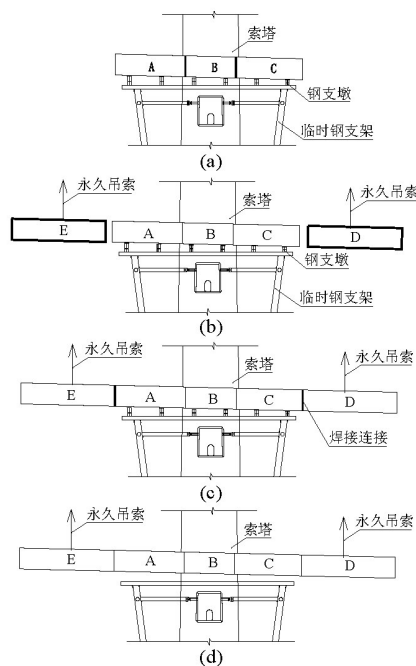 索塔
A B C
钢支墩
临时钢支架
(a)
永久吊索 永久吊索
索塔
E A B C D
钢支墩
临时钢支架
(b)
永久吊索 索塔 永久吊索
E A B C D
焊接连接
(c)
永久吊索 永久吊索
索塔
E A B C D
(d)